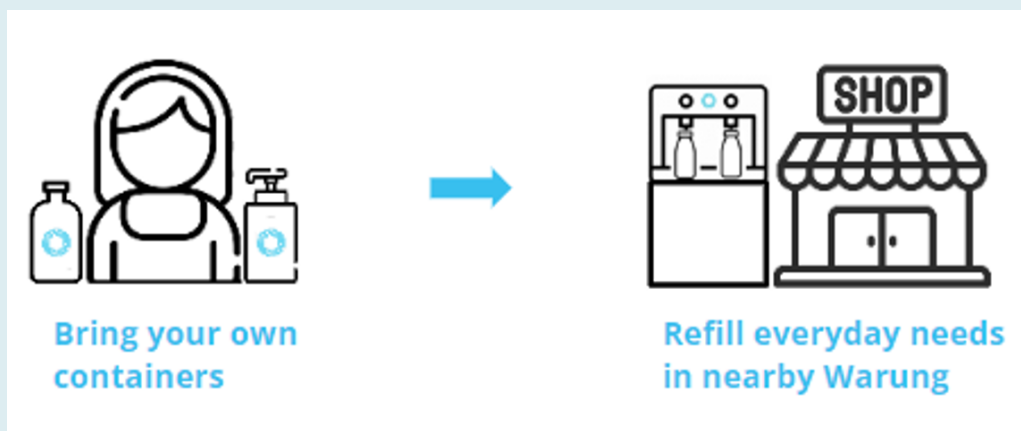 SHOP
Bring your own
containers
Refill everyday needs
in nearby Warung